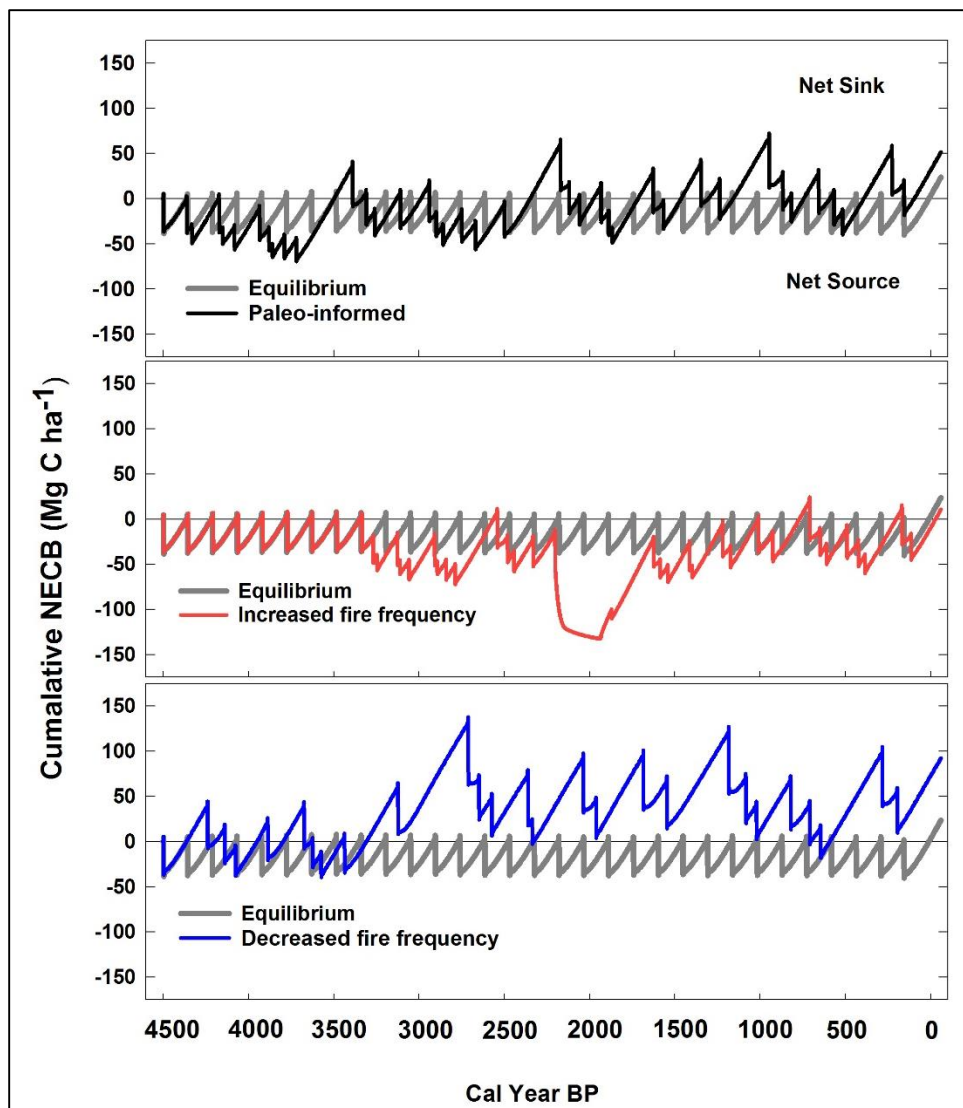 Cumalative NECB (Mg C ha-1)
150
100
50
0
-50
-100
-150
Net Sink
Net Source
Equilibrium
Paleo-informed
150
100
50
0
-50
-100
-150
Equilibrium
Increased fire frequency
150
100
50
0
-50
-100
-150
Equilibrium
Decreased fire frequency
4500 4000 3500 3000 2500 2000 1500 1000 500 0
Cal Year BP